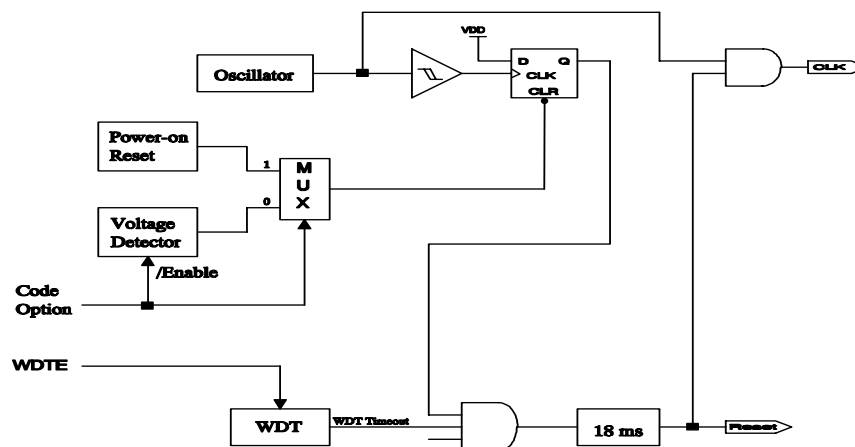 VDD
Oscillator
D
Q
CLK
CLR
CLK
Power-on
Reset
1
M
U
X
0
Voltage
Detector
/Enable
Code
Option
WDTE
WDT
WDT Timeout
18 ms
Reset